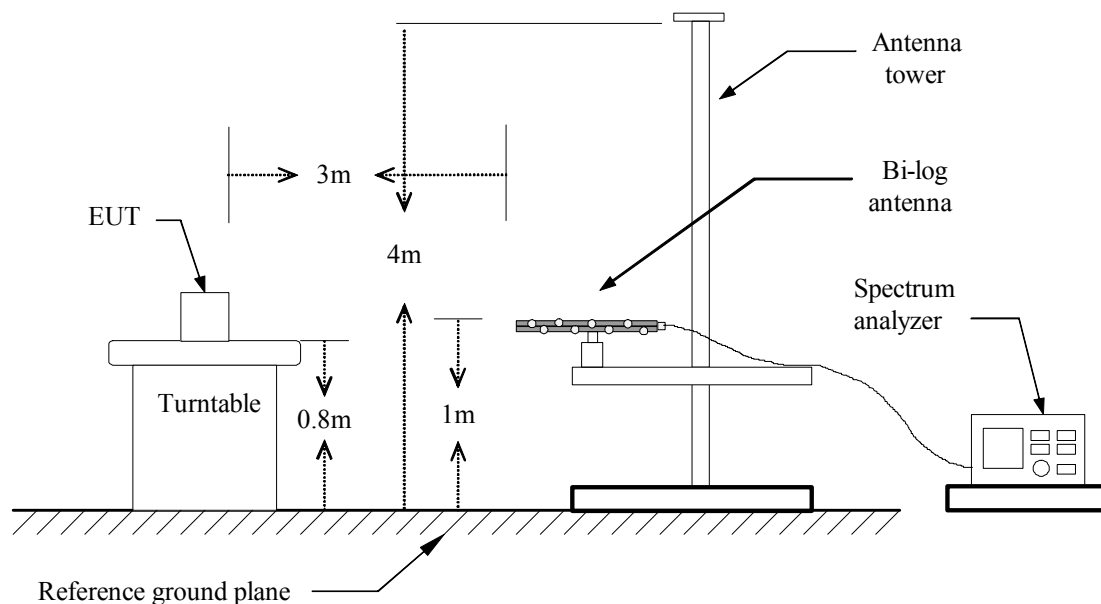 Antenna
tower
3m
Bi-log
antenna
EUT
4m
Spectrum
analyzer
Turntable
0.8m
1m
Reference ground plane